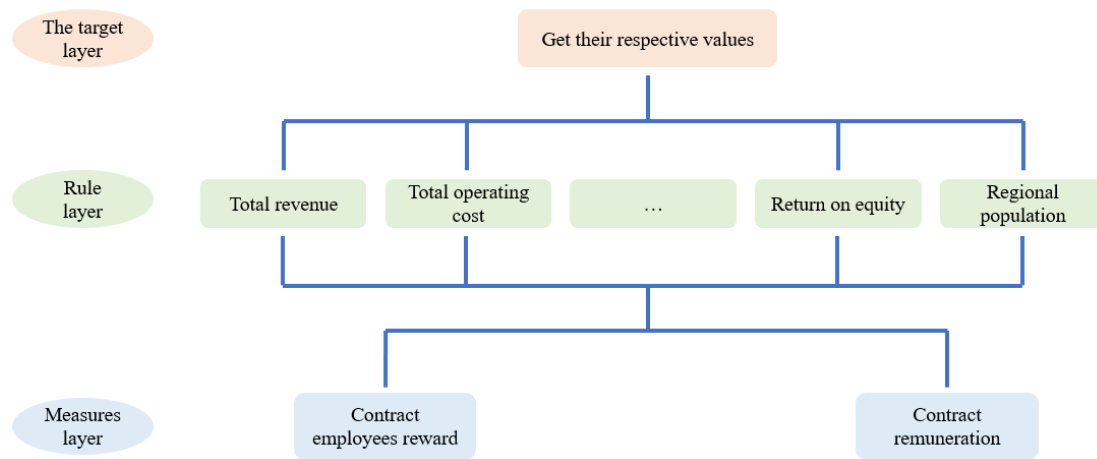 The target
layer
Get their respective values
Rule
layer
Total revenue
Total operating
cost
…
Return on equity
Regional
population
Measures
layer
Contract
employees reward
Contract
remuneration